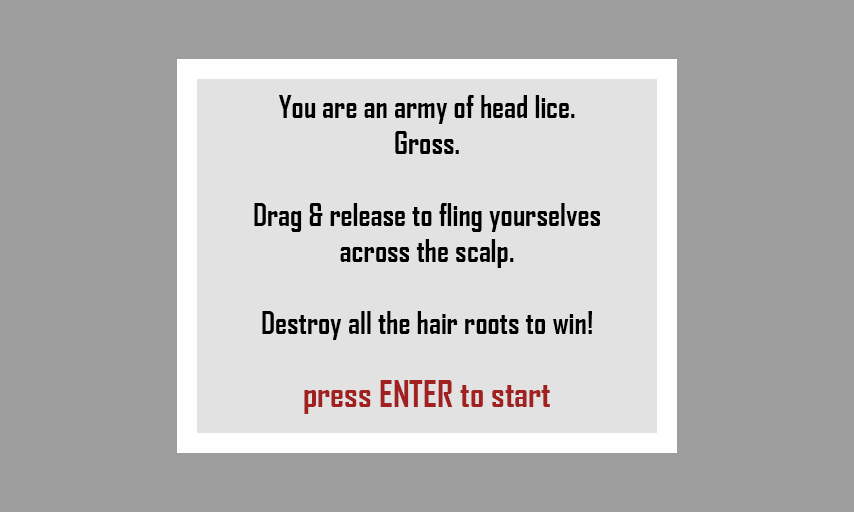 You are an army of head lice.
Gross.
Drag & release to fling yourselves
across the scalp.
Destroy all the hair roots to win!
press ENTER to start